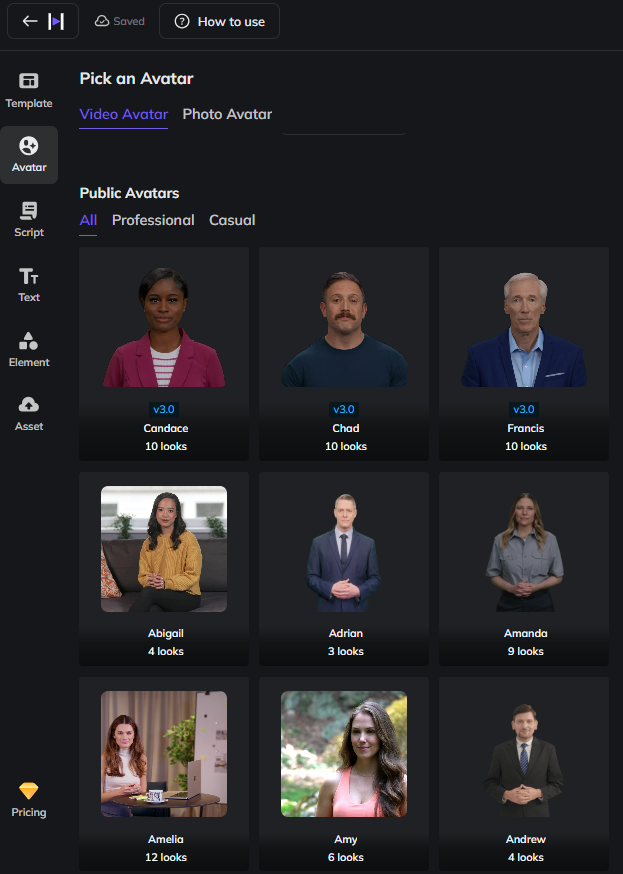 Saved
How to use
Template
Avatar
Script
Text
Element
Asset
Pricing
Pick an Avatar
Video Avatar Photo Avatar
Public Avatars
All Professional Casual
v3.0
Candace
10 looks
v3.0
Chad
10 looks
v3.0
Francis
10 looks
Abigail
4 looks
Adrian
3 looks
Amanda
9 looks
Amelia
12 looks
Amy
6 looks
Andrew
4 looks